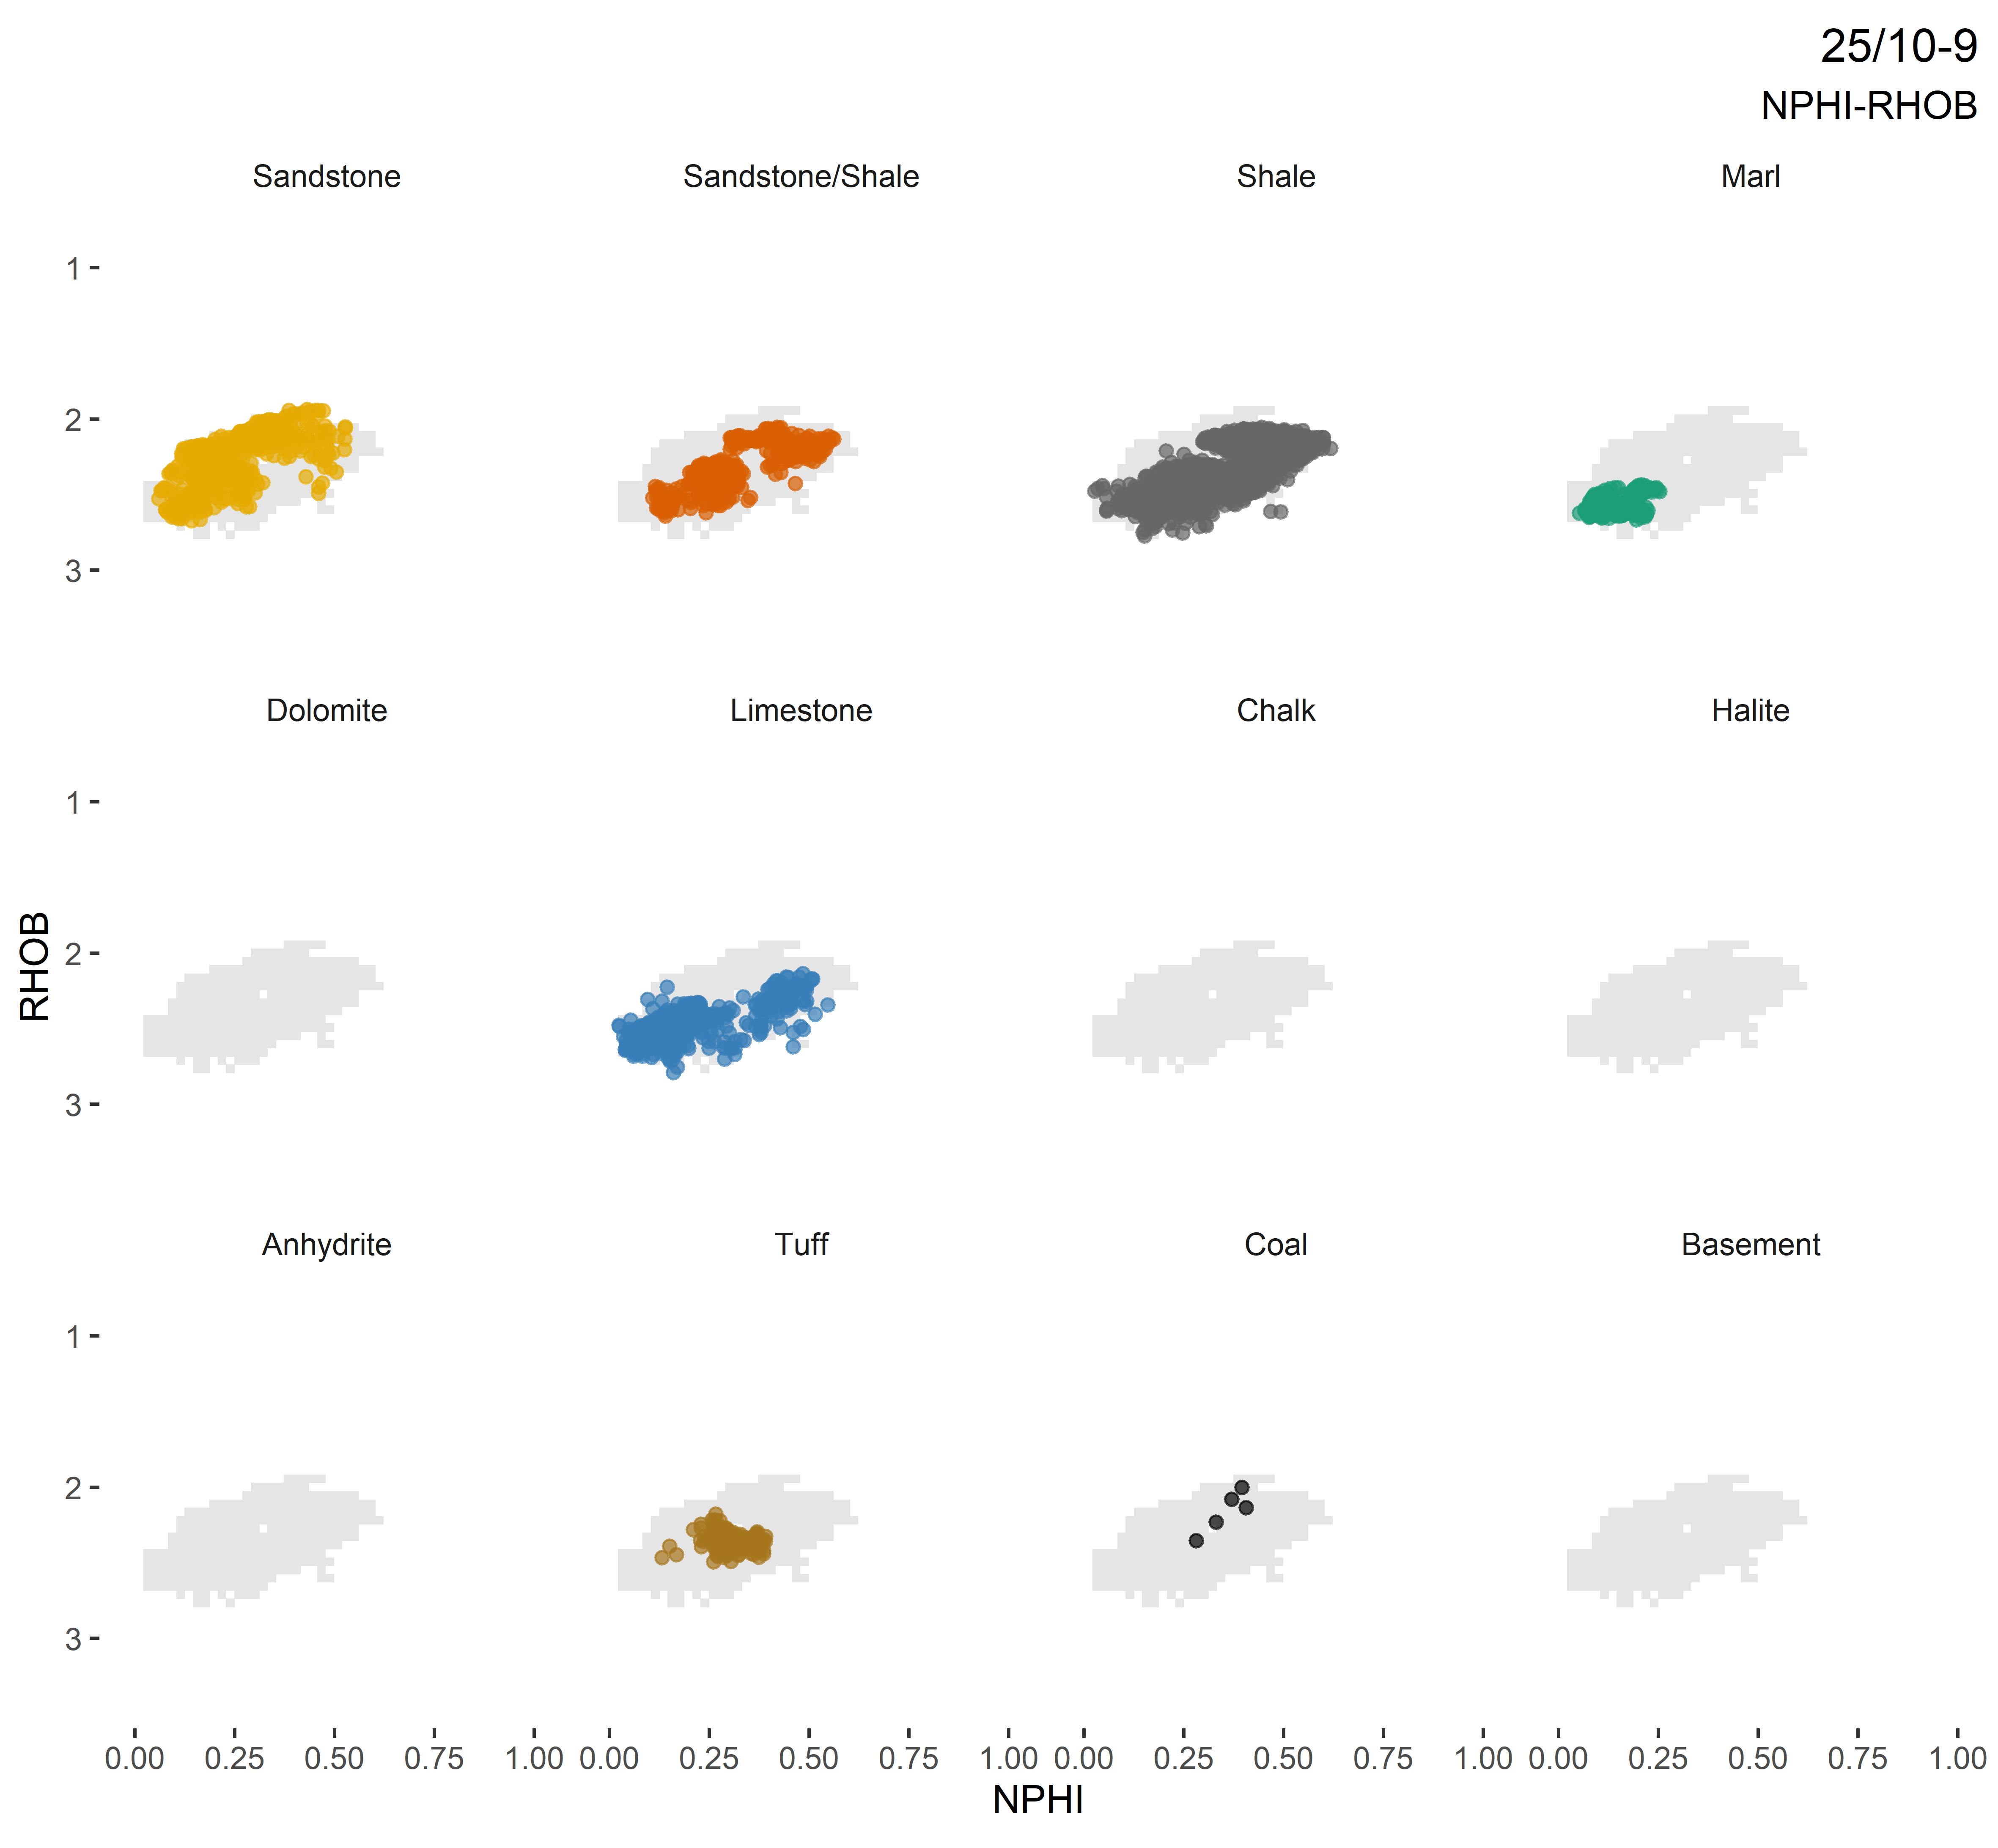 25/10-9
NPHI-RHOB
Sandstone Sandstone/Shale Shale Marl
1
2
3
Dolomite Limestone Chalk Halite
1
2
3
RHOB
Anhydrite Tuff Coal Basement
1
2
3
0.00 0.25 0.50 0.75 1.00 0.00 0.25 0.50 0.75 1.00 0.00 0.25 0.50 0.75 1.00 0.00 0.25 0.50 0.75 1.00
NPHI